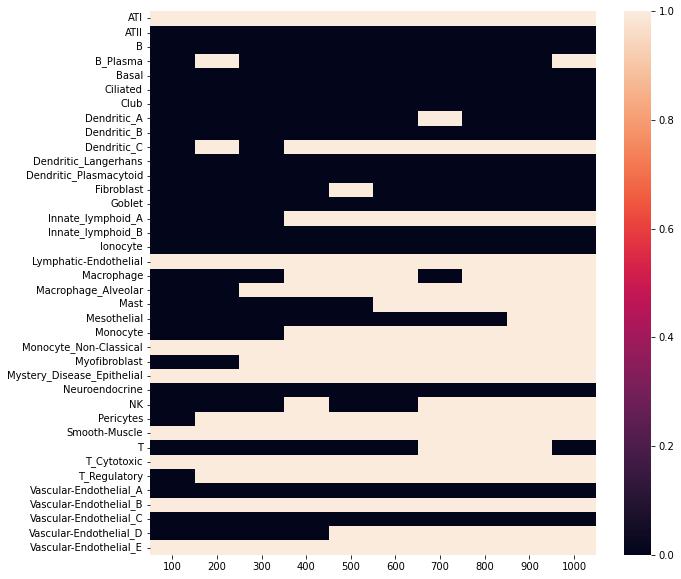 ATI
ATII
B
B_Plasma
Basal
Ciliated
Club
Dendritic_A
Dendritic_B
Dendritic_C
Dendritic_Langerhans
Dendritic_Plasmacytoid
Fibroblast
Goblet
Innate_lymphoid_A
Innate_lymphoid_B
Ionocyte
Lymphatic-Endothelial
Macrophage
Macrophage_Alveolar
Mast
Mesothelial
Monocyte
Monocyte_Non-Classical
Myofibroblast
Mystery_Disease_Epithelial
Neuroendocrine
NK
Pericytes
Smooth-Muscle
T
T_Cytotoxic
T_Regulatory
Vascular-Endothelial_A
Vascular-Endothelial_B
Vascular-Endothelial_C
Vascular-Endothelial_D
Vascular-Endothelial_E
100 200 300 400 500 600 700 800 900 1000
1.0
0.8
0.6
0.4
0.2
0.0